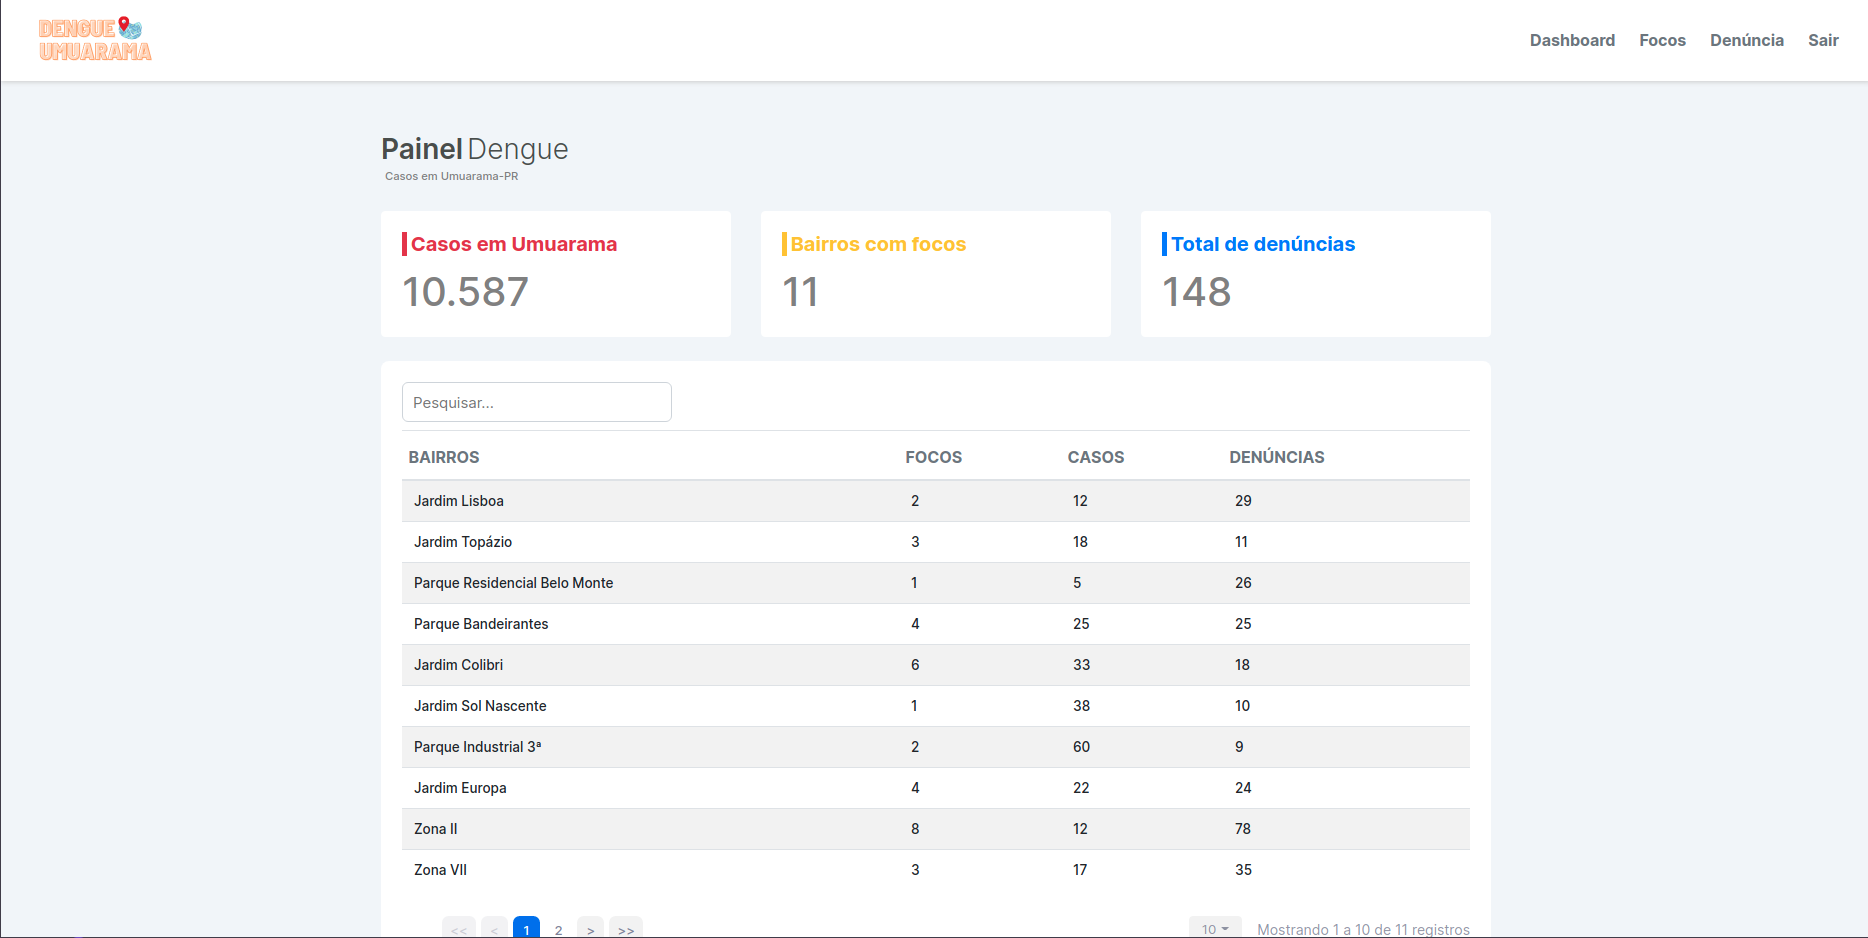 DENGUE
UMUARAMA
Dashboard Focos Denúncia Sair
Painel Dengue
Casos em Umuarama-PR
Casos em Umuarama
10.587
Bairros com focos
11
Total de denúncias
148
Pesquisar...
BAIRROS FOCOS CASOS DENÚNCIAS
Jardim Lisboa 2 12 29
Jardim Topázio 3 18 11
Parque Residencial Belo Monte 1 5 26
Parque Bandeirantes 4 25 25
Jardim Colibri 6 33 18
Jardim Sol Nascente 1 38 10
Parque Industrial 3ª 2 60 9
Jardim Europa 4 22 24
Zona II 8 12 78
Zona VII 3 17 35
<< < 1 2 > >> 10 Mostrando 1 a 10 de 11 registros